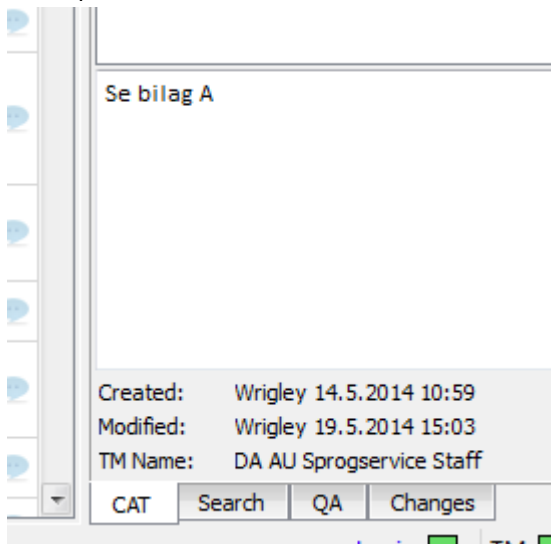 Se bilag A
Created: Wrigley 14.5.2014 10:59
Modified: Wrigley 19.5.2014 15:03
TM Name: DA AU Sprogservice Staff
CAT Search QA Changes
TM